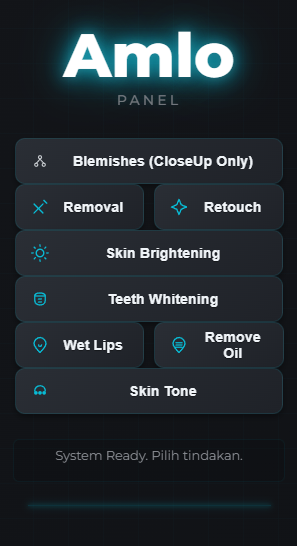 Amlo
PANEL
Blemishes (CloseUp Only)
Removal
Retouch
Skin Brightening
Teeth Whitening
Wet Lips
Remove
Oil
Skin Tone
System Ready. Pilih tindakan.